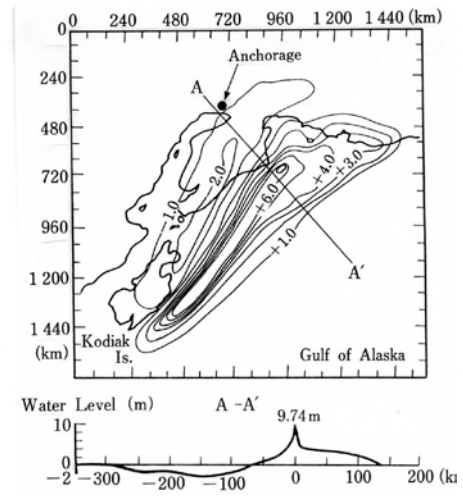 0 240 480 720 960 1200 1 440 (km)
0
240
480
720
960
1 200
1 440
(km)
Anchorage
A
-1.0
-2.0
+6.0
+4.0
+3.0
+1.0
A′
Kodiak
Is.
Gulf of Alaska
Water Level (m) A -A′
9.74 m
10
0
-2 -300 -200 -100 0 100 200 (k